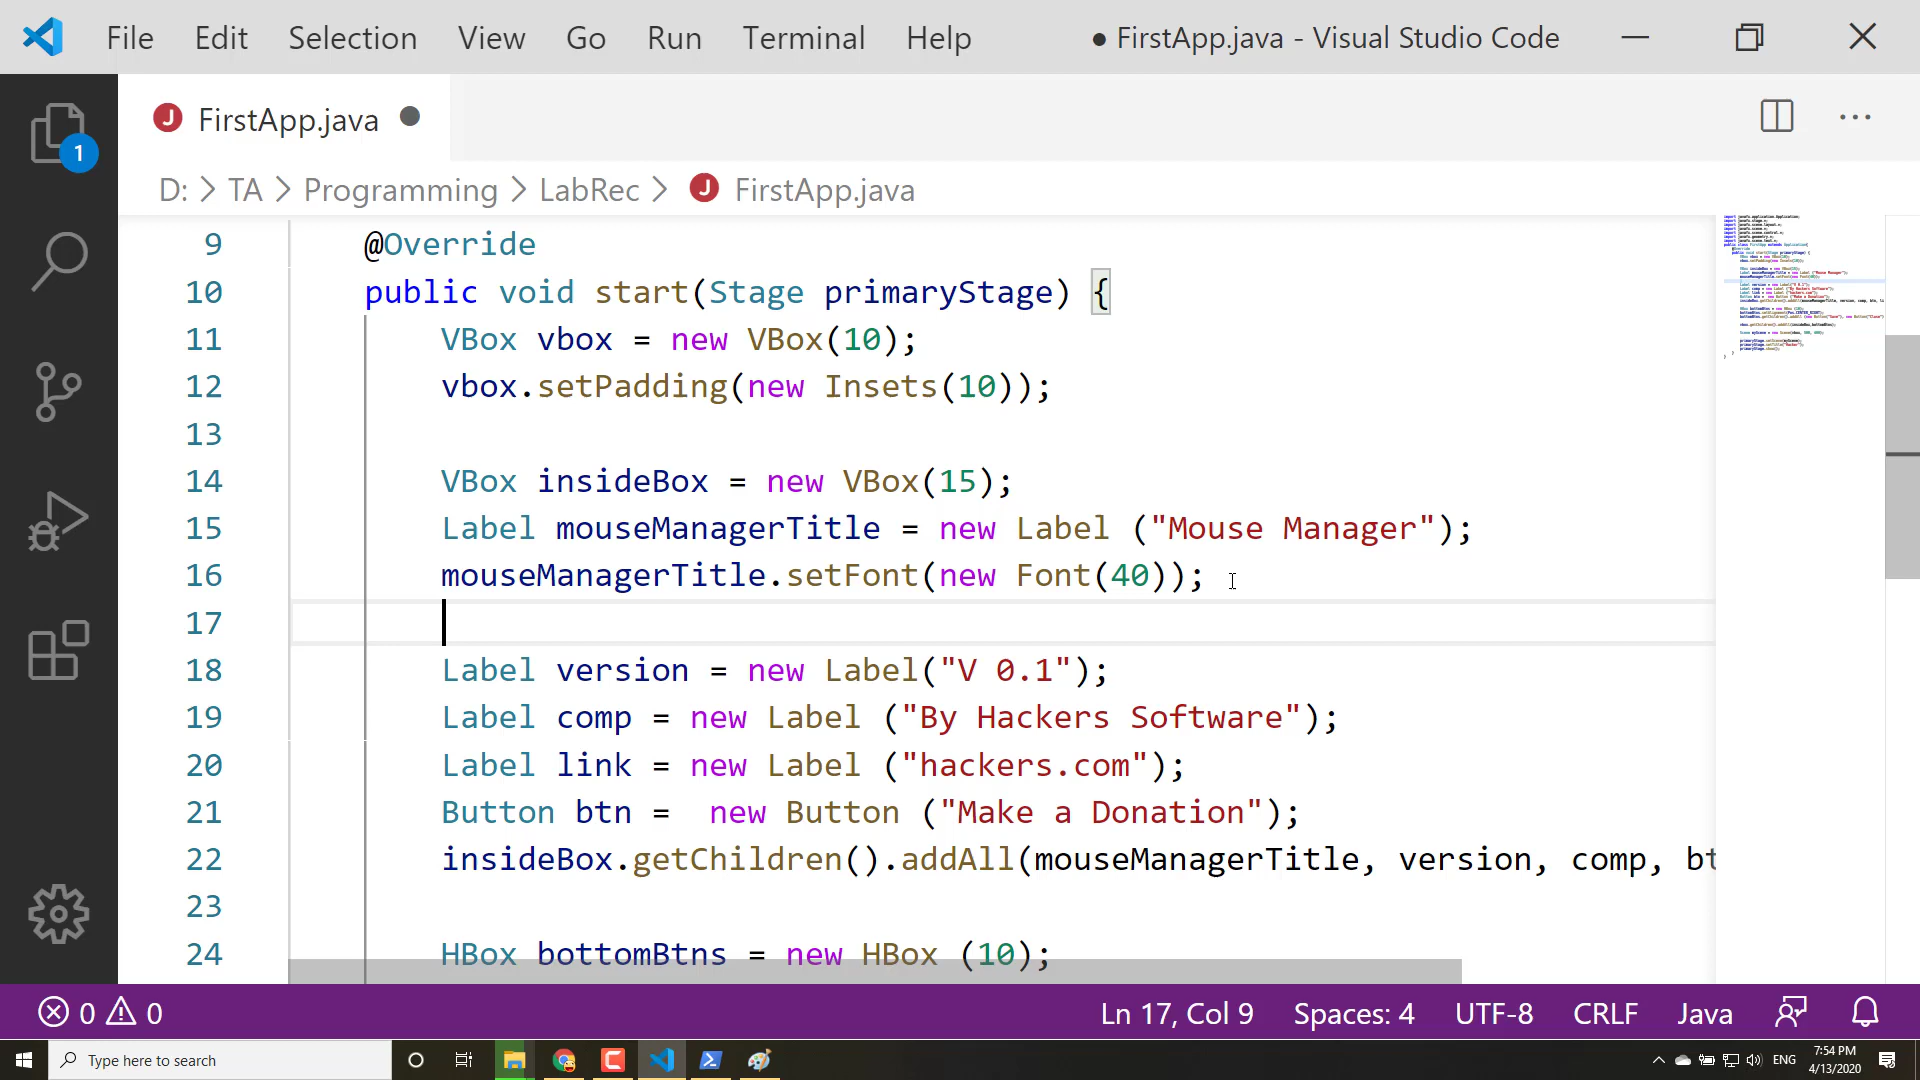 File Edit Selection View Go Run Terminal Help ● FirstApp.java - Visual Studio Code
J FirstApp.java
1
D: > TA > Programming > LabRec > J FirstApp.java
9 @Override
10 public void start(Stage primaryStage) {
11 VBox vbox = new VBox(10);
12 vbox.setPadding(new Insets(10));
13
14 VBox insideBox = new VBox(15);
15 Label mouseManagerTitle = new Label ("Mouse Manager");
16 mouseManagerTitle.setFont(new Font(40));
17
18 Label version = new Label("V 0.1");
19 Label comp = new Label ("By Hackers Software");
20 Label link = new Label ("hackers.com");
21 Button btn =  new Button ("Make a Donation");
22 insideBox.getChildren().addAll(mouseManagerTitle, version, comp, bt
23
24 HBox bottomBtns = new HBox (10);
0 0 Ln 17, Col 9 Spaces: 4 UTF-8 CRLF Java
Type here to search
ENG
7:54 PM
4/13/2020